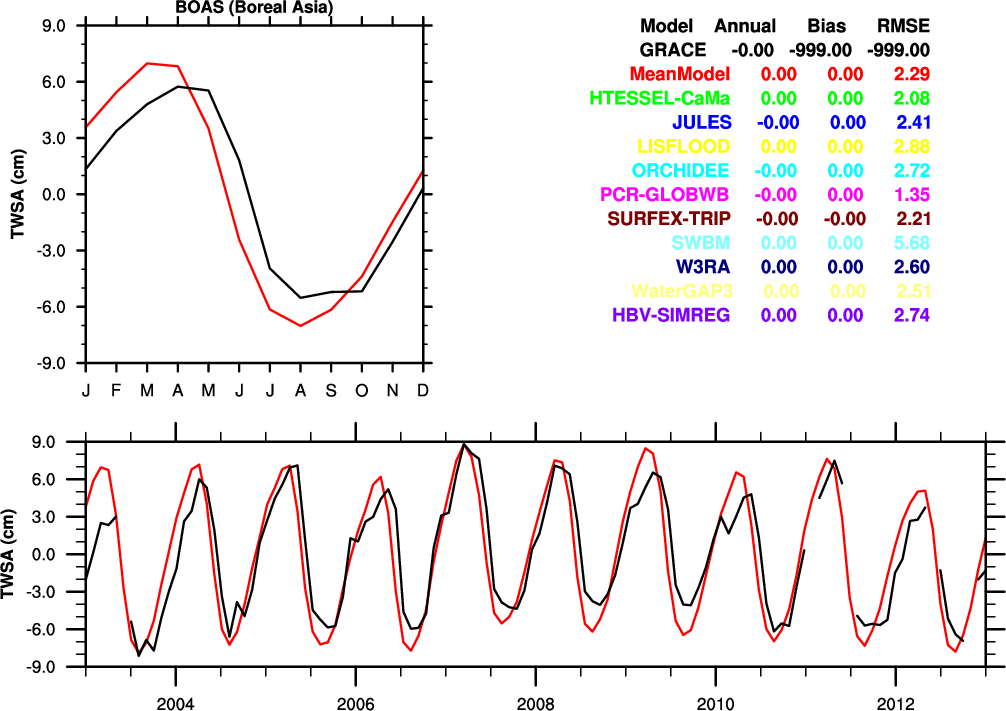 BOAS (Boreal Asia)
9.0
6.0
3.0
0.0
-3.0
-6.0
-9.0
TWSA (cm)
J F M A M J J A S O N D
Model Annual Bias RMSE
GRACE -0.00 -999.00 -999.00
MeanModel 0.00 0.00 2.29
HTESSEL-CaMa 0.00 0.00 2.08
JULES -0.00 0.00 2.41
LISFLOOD 0.00 0.00 2.88
ORCHIDEE -0.00 0.00 2.72
PCR-GLOBWB -0.00 0.00 1.35
SURFEX-TRIP -0.00 -0.00 2.21
SWBM 0.00 0.00 5.68
W3RA 0.00 0.00 2.60
WaterGAP3 0.00 0.00 2.51
HBV-SIMREG 0.00 0.00 2.74
9.0
6.0
3.0
0.0
-3.0
-6.0
-9.0
TWSA (cm)
2004 2006 2008 2010 2012